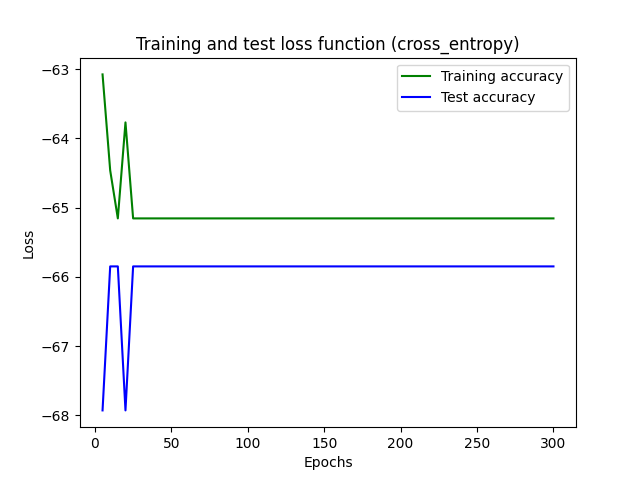 Training and test loss function (cross_entropy)
Training accuracy
Test accuracy
−63
−64
−65
−66
−67
−68
Loss
0
50
100
150
200
250
300
Epochs